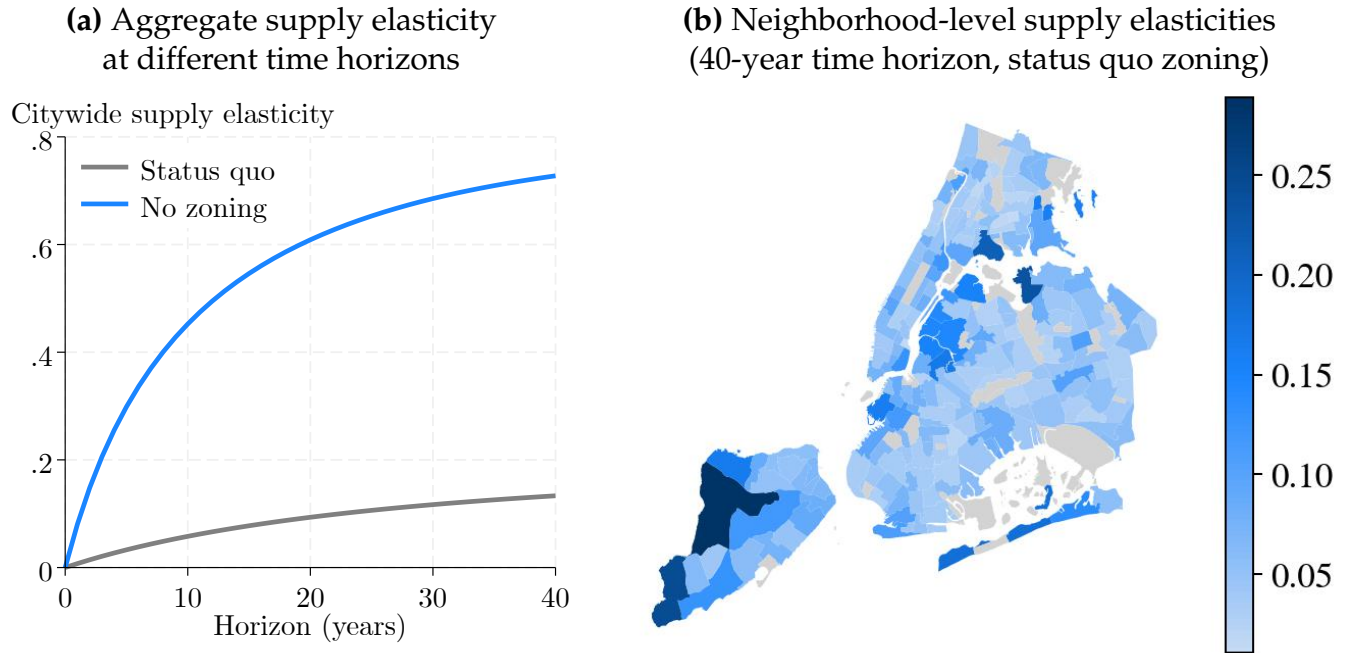 (a) Aggregate supply elasticity
at different time horizons
Citywide supply elasticity
.8
.6
.4
.2
0
Status quo
No zoning
0 10 20 30 40
Horizon (years)
(b) Neighborhood-level supply elasticities
(40-year time horizon, status quo zoning)
0.25
0.20
0.15
0.10
0.05